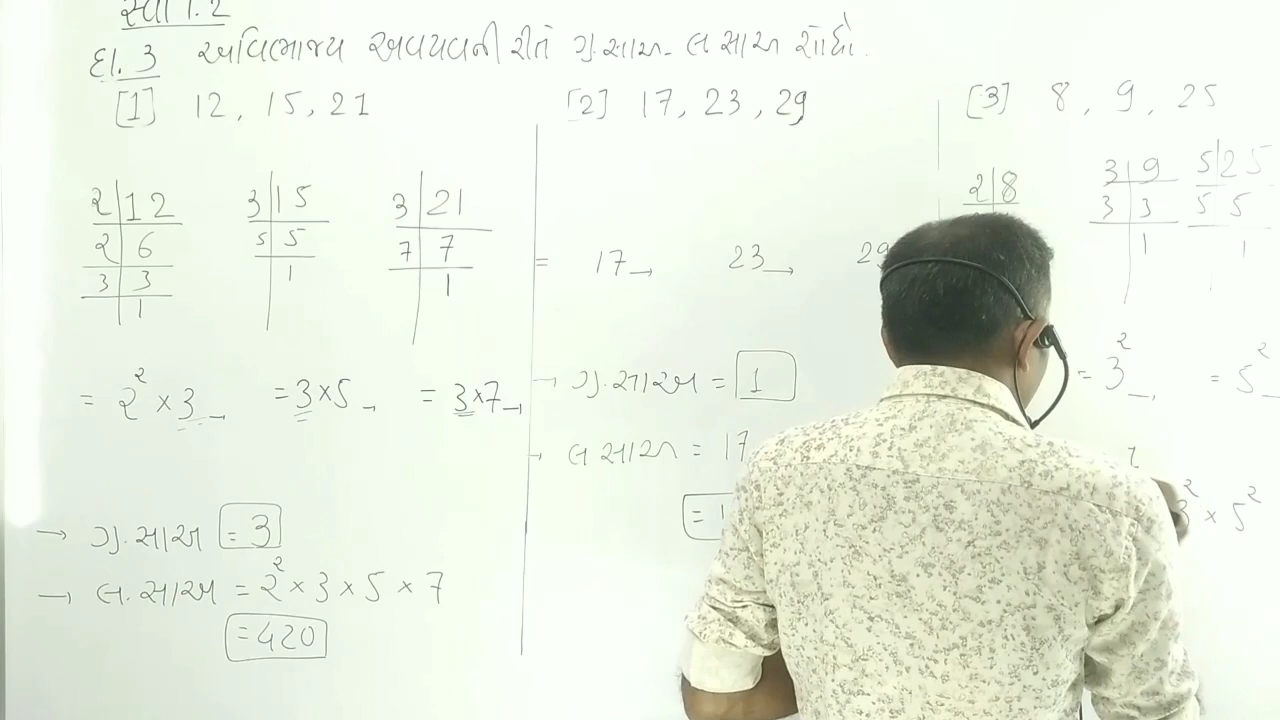 સ્વા 1.2
દા. 3 અવિભાજ્ય અવયવની રીતે ગુ.સાઅ. લ સાઅ શોધો.
[1] 12, 15, 21
2 | 12
2 | 6
3 | 3
1
3 | 15
5 | 5
1
3 | 21
7 | 7
1
= 2² × 3
= 3×5
= 3×7
→ ગુ.સાઅ = 3
→ લ.સાઅ = 2² × 3 × 5 × 7
= 420
[2] 17, 23, 29
= 17 23 29
→ ગુ.સાઅ = 1
→ લ સાઅ = 17
=
[3] 8, 9, 25
2 | 8
3 | 9
3 | 3
1
5 | 25
5 | 5
1
= 3²
= 5²
3² × 5²